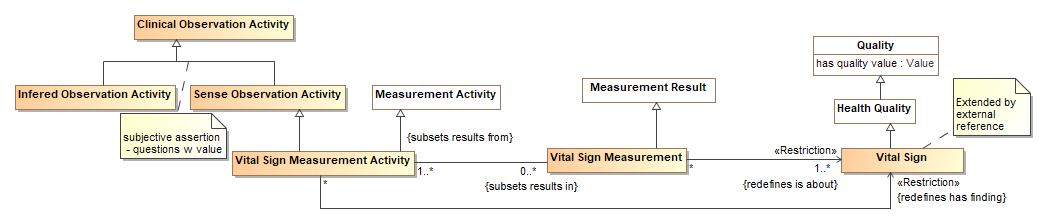 Clinical Observation Activity
Quality
has quality value : Value
Infered Observation Activity
Sense Observation Activity
Measurement Activity
Measurement Result
Health Quality
Extended by
external
reference
subjective assertion
- questions w value
{subsets results from}
Vital Sign Measurement Activity
Vital Sign Measurement
Vital Sign
«Restriction»
1..*
0..*
*
1..*
{subsets results in}
{redefines is about}
*
«Restriction»
{redefines has finding}